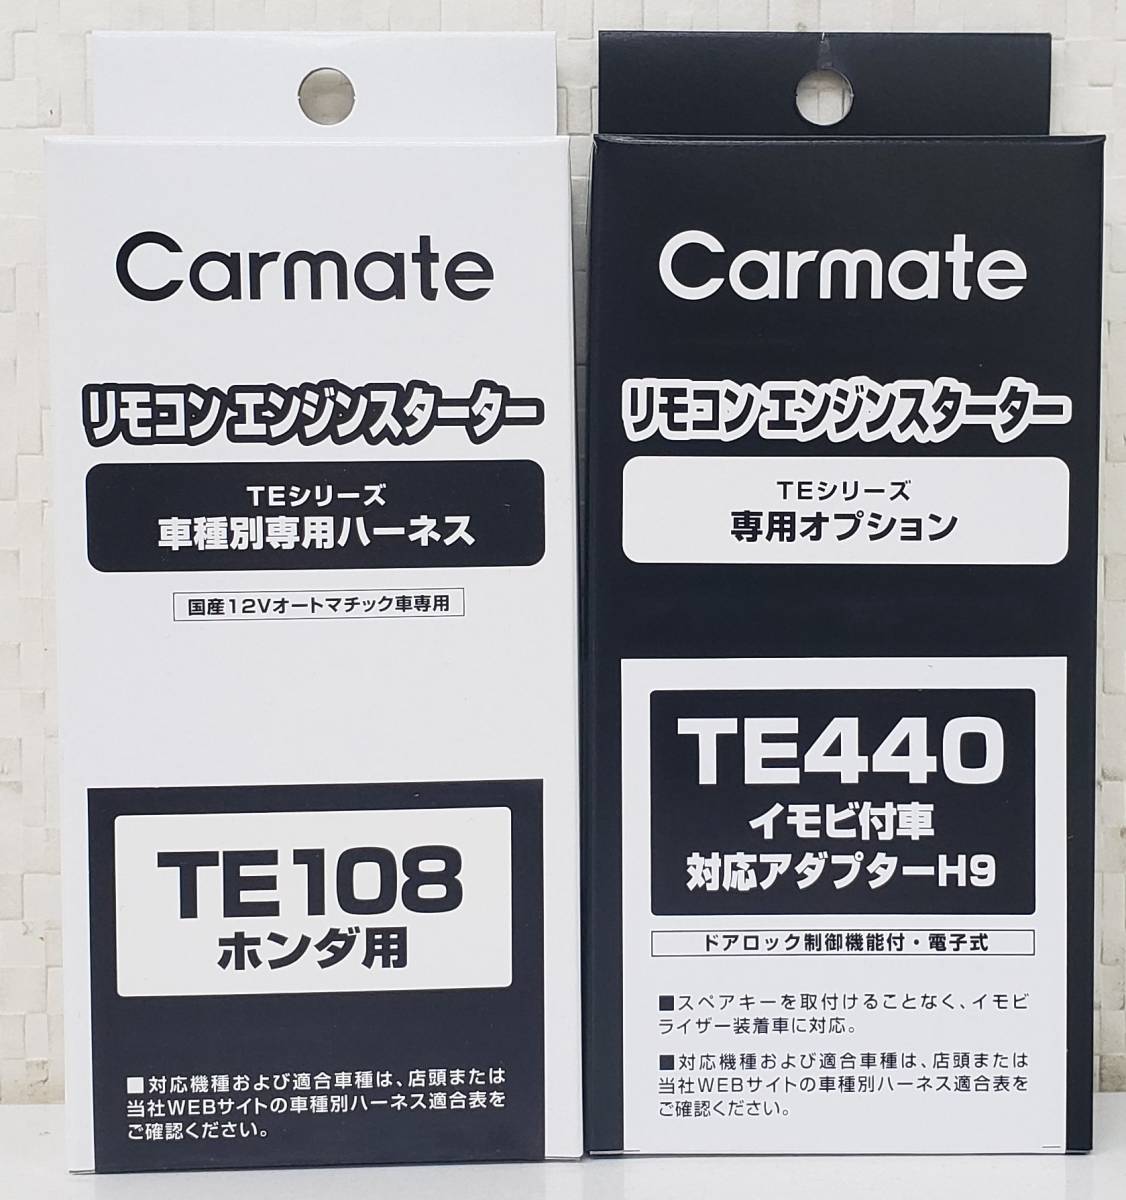 Carmate
リモコン エンジンスターター
TEシリーズ
車種別専用ハーネス
国産12Vオートマチック車専用
TE108
ホンダ用
■対応機種および適合車種は、店頭または
当社WEBサイトの車種別ハーネス適合表を
ご確認ください。
Carmate
リモコン エンジンスターター
TEシリーズ
専用オプション
TE440
イモビ付車
対応アダプターH9
ドアロック制御機能付・電子式
■スペアキーを取付けることなく、イモビ
ライザー装着車に対応。
■対応機種および適合車種は、店頭または
当社WEBサイトの車種別ハーネス適合表を
ご確認ください。